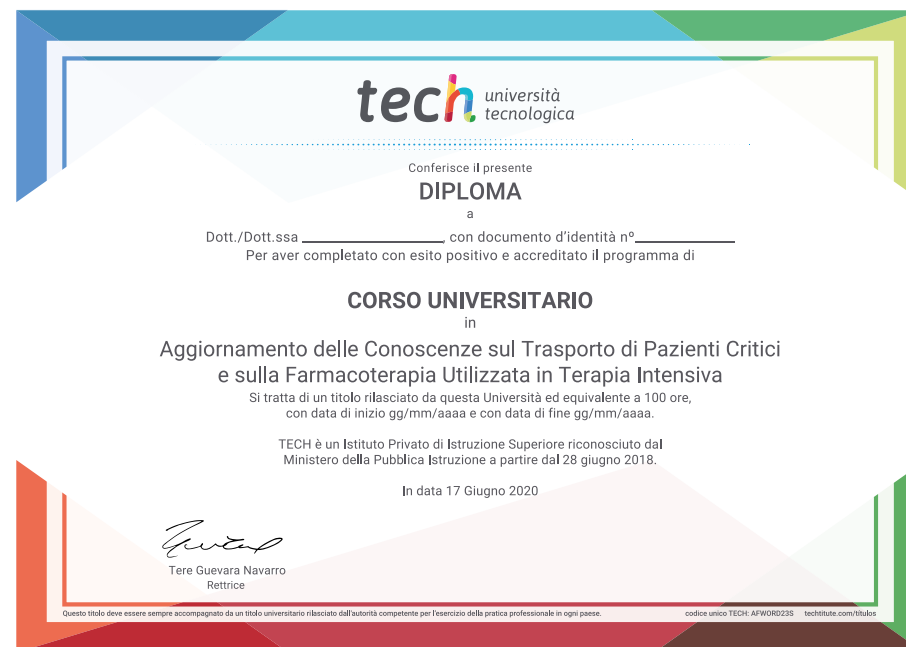 tech università
tecnologica
Conferisce il presente
DIPLOMA
a
Dott./Dott.ssa ____________________, con documento d'identità nº______________
Per aver completato con esito positivo e accreditato il programma di
CORSO UNIVERSITARIO
in
Aggiornamento delle Conoscenze sul Trasporto di Pazienti Critici
e sulla Farmacoterapia Utilizzata in Terapia Intensiva
Si tratta di un titolo rilasciato da questa Università ed equivalente a 100 ore,
con data di inizio gg/mm/aaaa e con data di fine gg/mm/aaaa.
TECH è un Istituto Privato di Istruzione Superiore riconosciuto dal
Ministero della Pubblica Istruzione a partire dal 28 giugno 2018.
In data 17 Giugno 2020
Tere Guevara Navarro
Rettrice
Questo titolo deve essere sempre accompagnato da un titolo universitario rilasciato dall'autorità competente per l'esercizio della pratica professionale in ogni paese. codice unico TECH: AFWORD23S techtitute.com/titulos